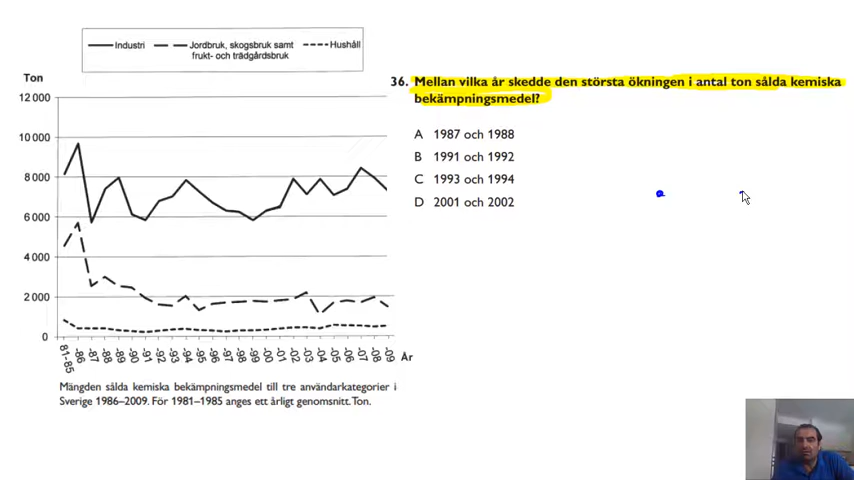 Industri
Jordbruk, skogsbruk samt
frukt- och trädgårdsbruk
Hushåll
Ton
12 000
10 000
8 000
6 000
4 000
2 000
0
81-85
-86
-87
-88
-89
-90
-91
-92
-93
-94
-95
-96
-97
-98
-99
-00
-01
-02
-03
-04
-05
-06
-07
-08
-09
År
Mängden sålda kemiska bekämpningsmedel till tre användarkategorier i
Sverige 1986–2009. För 1981–1985 anges ett årligt genomsnitt. Ton.
36. Mellan vilka år skedde den största ökningen i antal ton sålda kemiska
bekämpningsmedel?
A 1987 och 1988
B 1991 och 1992
C 1993 och 1994
D 2001 och 2002